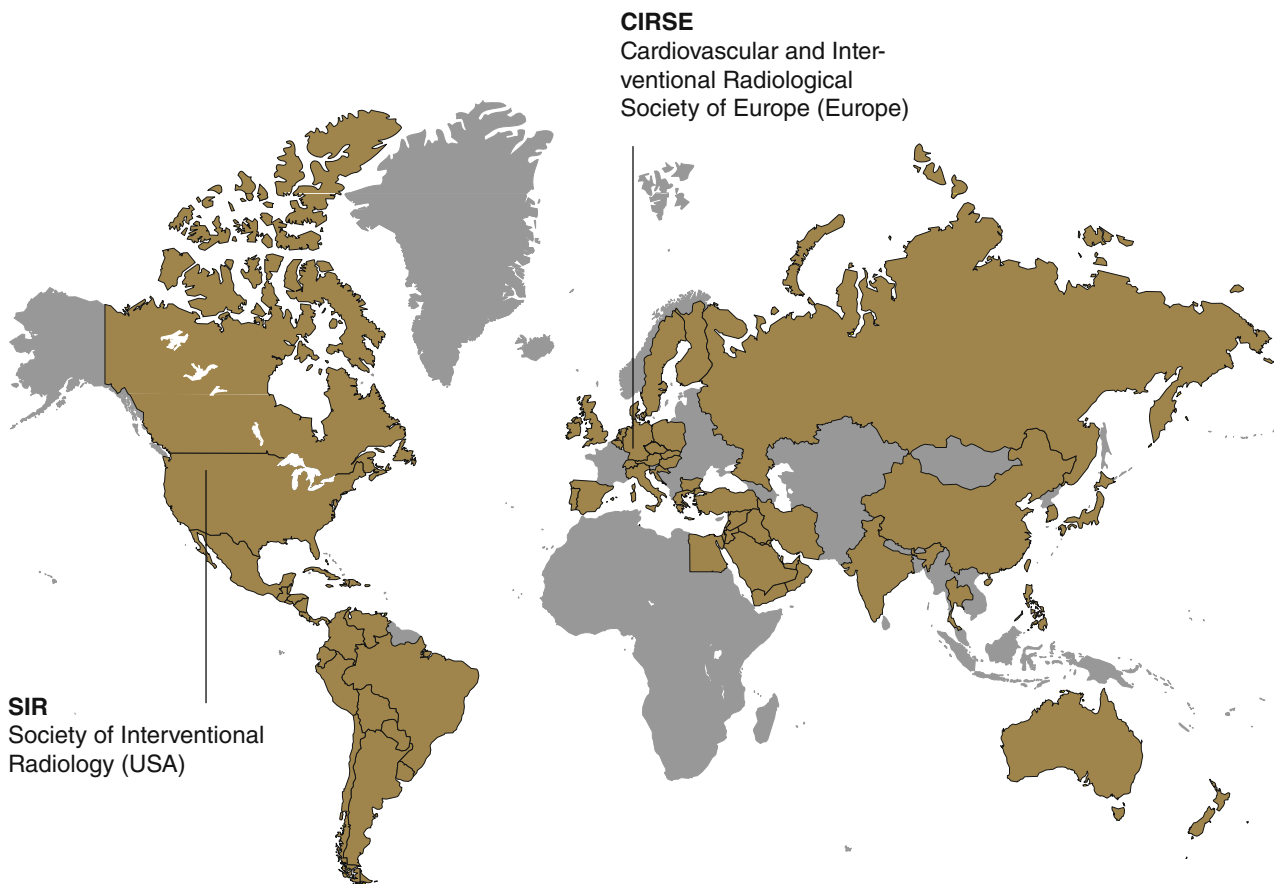 CIRSE
Cardiovascular and Inter-
ventional Radiological
Society of Europe (Europe)
SIR
Society of Interventional
Radiology (USA)